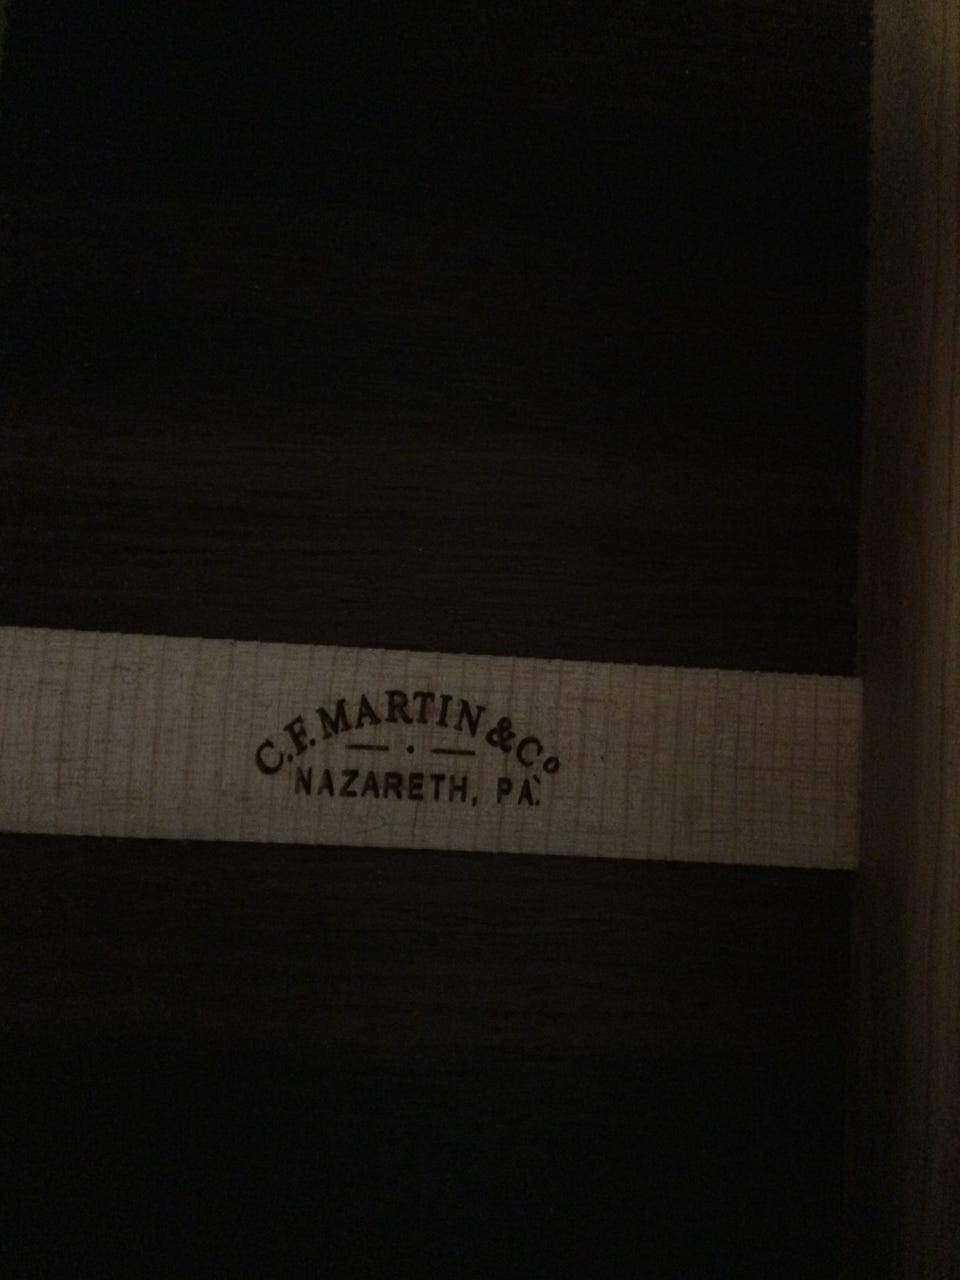 C.F. MARTIN & Co
— · —
NAZARETH, PA.